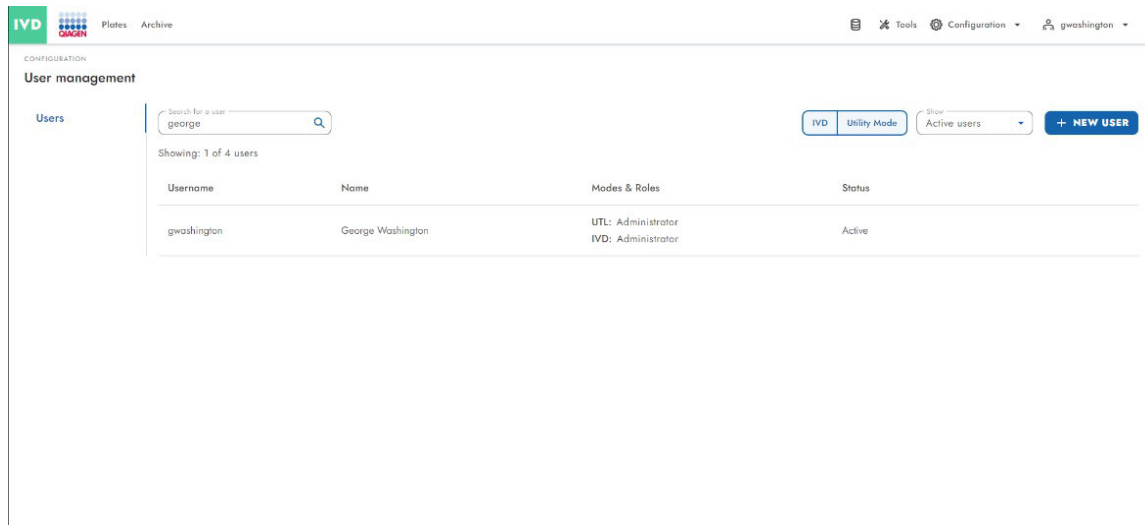 IVD QIAGEN Plates Archive Tools Configuration gwashington
CONFIGURATION
User management
Users
Search for a user
george
IVD Utility Mode
Show
Active users
+ NEW USER
Showing: 1 of 4 users
Username Name Modes & Roles Status
gwashington George Washington UTL: Administrator Active
IVD: Administrator